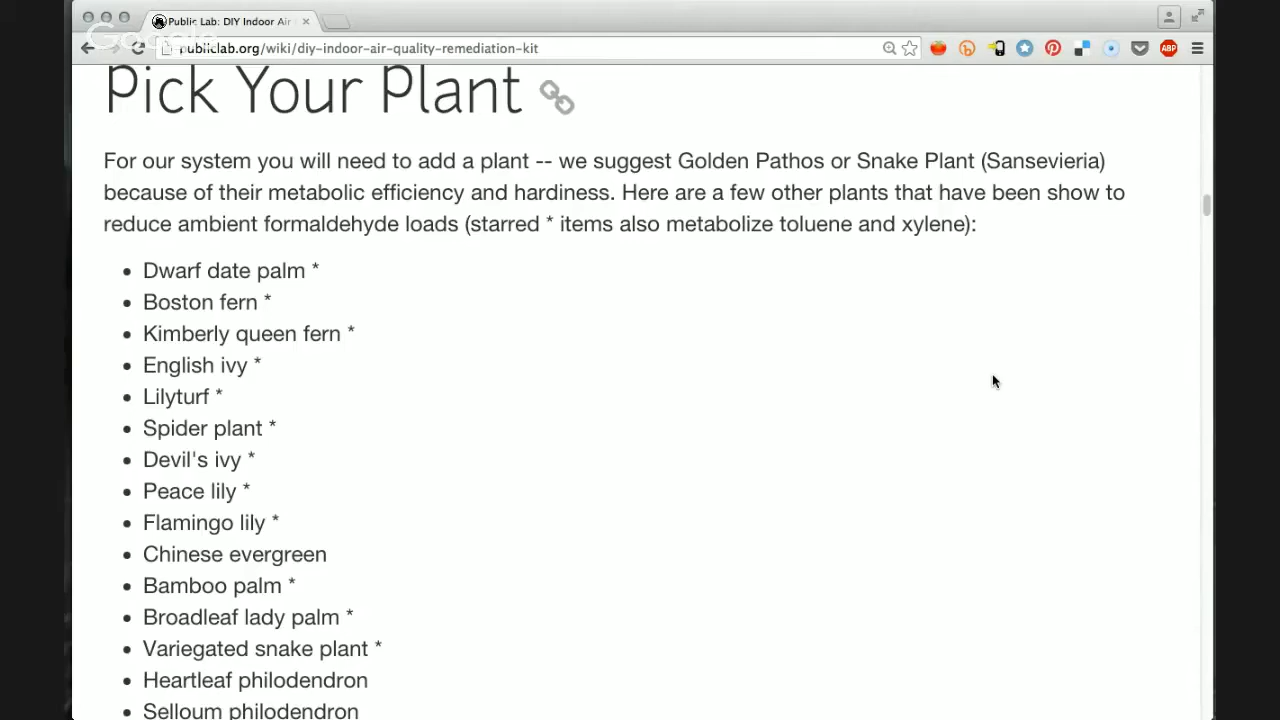 Public Lab: DIY Indoor Air
Google
publiclab.org/wiki/diy-indoor-air-quality-remediation-kit
ABP
Pick Your Plant
For our system you will need to add a plant -- we suggest Golden Pathos or Snake Plant (Sansevieria)
because of their metabolic efficiency and hardiness. Here are a few other plants that have been show to
reduce ambient formaldehyde loads (starred * items also metabolize toluene and xylene):
• Dwarf date palm *
• Boston fern *
• Kimberly queen fern *
• English ivy *
• Lilyturf *
• Spider plant *
• Devil's ivy *
• Peace lily *
• Flamingo lily *
• Chinese evergreen
• Bamboo palm *
• Broadleaf lady palm *
• Variegated snake plant *
• Heartleaf philodendron
• Selloum philodendron